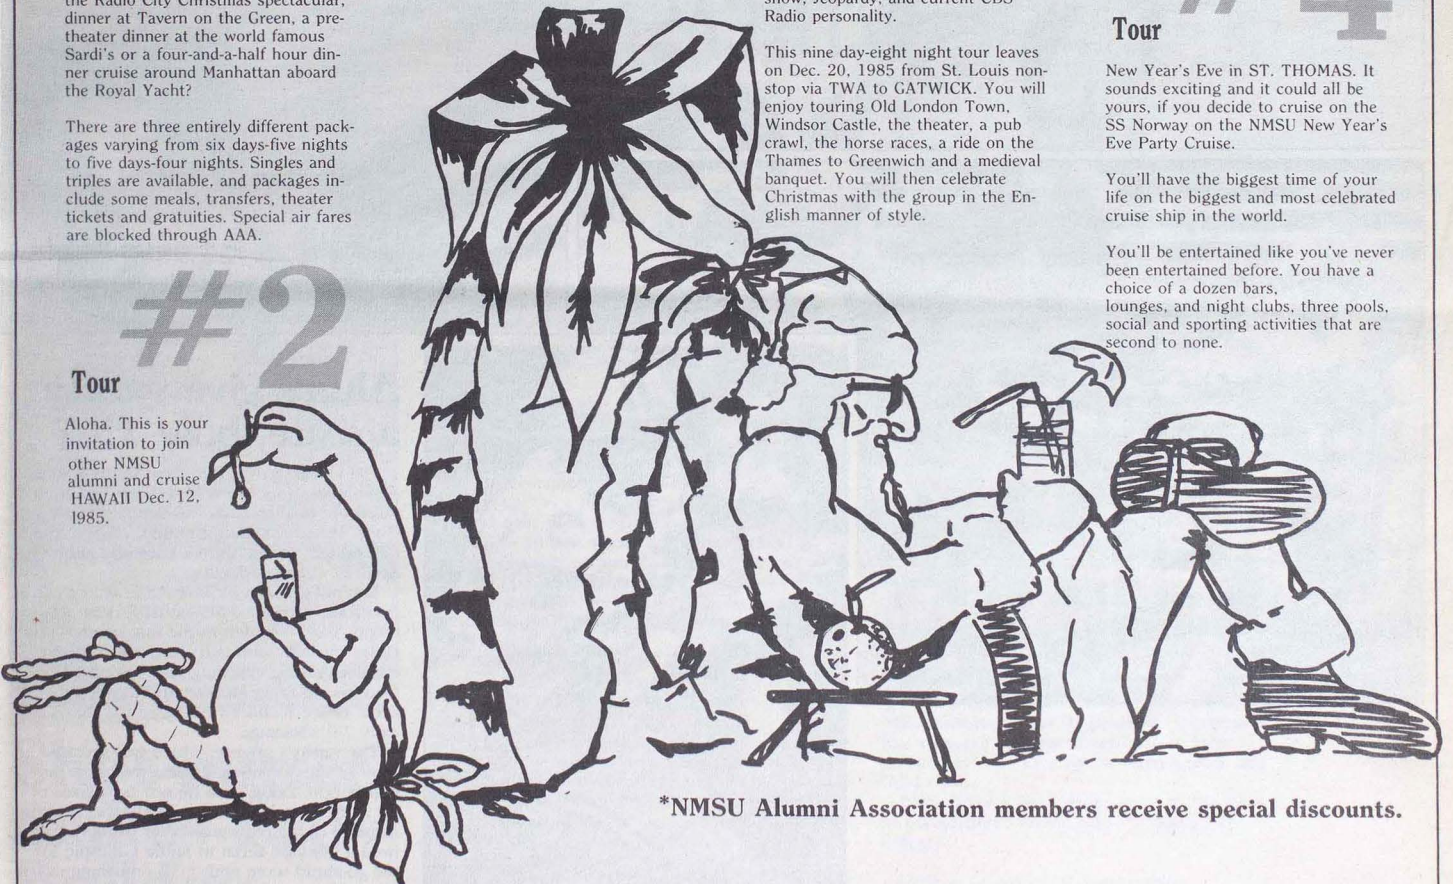 the Radio City Christmas spectacular,
dinner at Tavern on the Green, a pre-
theater dinner at the world famous
Sardi's or a four-and-a-half hour din-
ner cruise around Manhattan aboard
the Royal Yacht?
There are three entirely different pack-
ages varying from six days-five nights
to five days-four nights. Singles and
triples are available, and packages in-
clude some meals, transfers, theater
tickets and gratuities. Special air fares
are blocked through AAA.
#2
Tour
Aloha. This is your
invitation to join
other NMSU
alumni and cruise
HAWAII Dec. 12,
1985.
show, Jeopardy, and current CBS
Radio personality.
This nine day-eight night tour leaves
on Dec. 20, 1985 from St. Louis non-
stop via TWA to GATWICK. You will
enjoy touring Old London Town,
Windsor Castle, the theater, a pub
crawl, the horse races, a ride on the
Thames to Greenwich and a medieval
banquet. You will then celebrate
Christmas with the group in the En-
glish manner of style.
#4
Tour
New Year's Eve in ST. THOMAS. It
sounds exciting and it could all be
yours, if you decide to cruise on the
SS Norway on the NMSU New Year's
Eve Party Cruise.
You'll have the biggest time of your
life on the biggest and most celebrated
cruise ship in the world.
You'll be entertained like you've never
been entertained before. You have a
choice of a dozen bars,
lounges, and night clubs, three pools,
social and sporting activities that are
second to none.
*NMSU Alumni Association members receive special discounts.